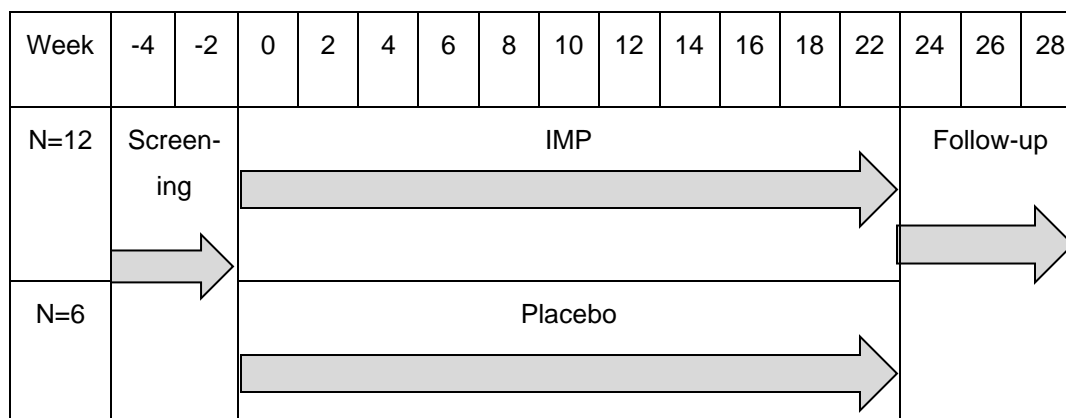 Week -4 -2 0 2 4 6 8 10 12 14 16 18 22 24 26 28
N=12 Screen- IMP Follow-up
ing
N=6 Placebo